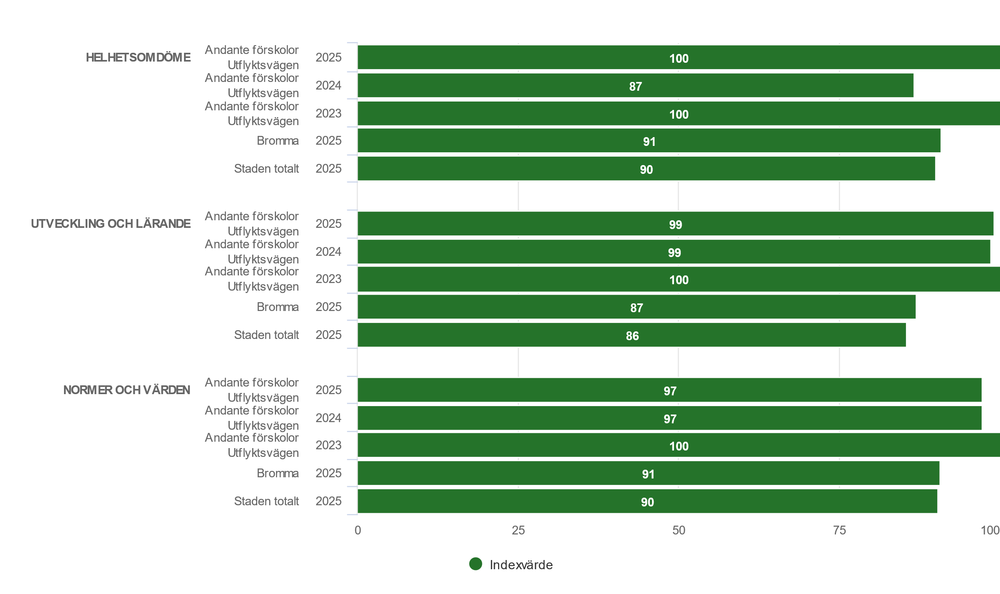 HELHETSOMDÖME
Andante förskolor
Utflyktsvägen
2025
100
Andante förskolor
Utflyktsvägen
2024
87
Andante förskolor
Utflyktsvägen
2023
100
Bromma 2025 91
Staden totalt 2025 90
UTVECKLING OCH LÄRANDE
Andante förskolor
Utflyktsvägen
2025
99
Andante förskolor
Utflyktsvägen
2024
99
Andante förskolor
Utflyktsvägen
2023
100
Bromma 2025 87
Staden totalt 2025 86
NORMER OCH VÄRDEN
Andante förskolor
Utflyktsvägen
2025
97
Andante förskolor
Utflyktsvägen
2024
97
Andante förskolor
Utflyktsvägen
2023
100
Bromma 2025 91
Staden totalt 2025 90
0 25 50 75 100
Indexvärde